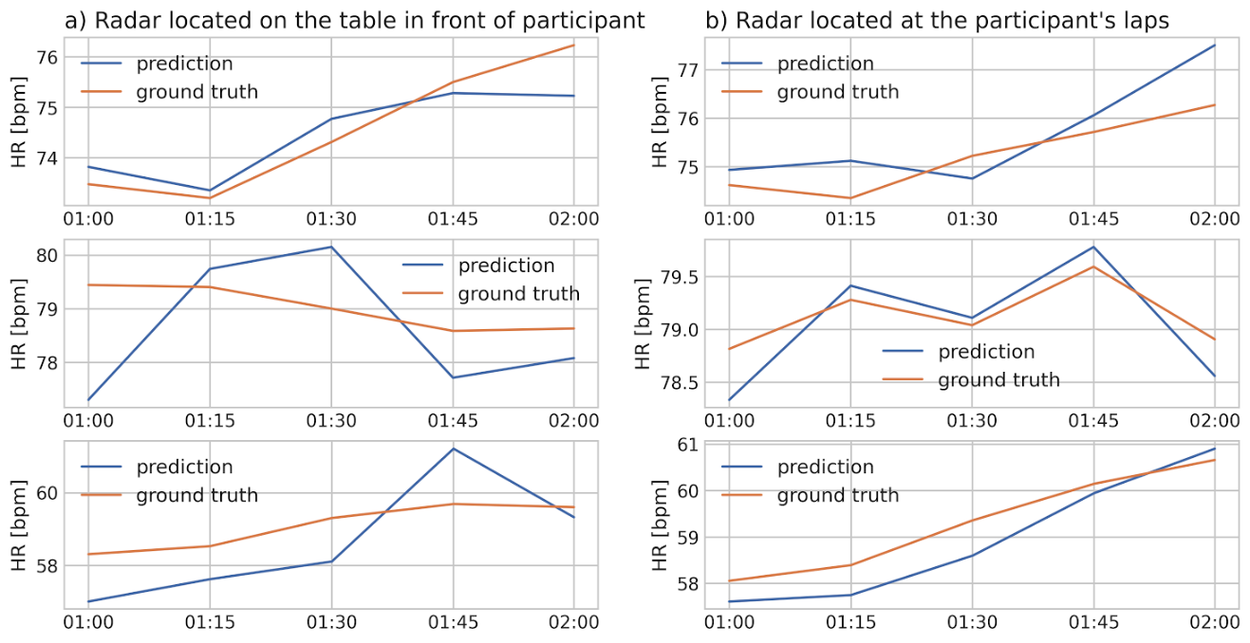 a) Radar located on the table in front of participant
76
75
74
HR [bpm]
prediction
ground truth
01:00 01:15 01:30 01:45 02:00
80
79
78
HR [bpm]
prediction
ground truth
01:00 01:15 01:30 01:45 02:00
60
58
HR [bpm]
prediction
ground truth
01:00 01:15 01:30 01:45 02:00
b) Radar located at the participant's laps
77
76
75
HR [bpm]
prediction
ground truth
01:00 01:15 01:30 01:45 02:00
79.5
79.0
78.5
HR [bpm]
prediction
ground truth
01:00 01:15 01:30 01:45 02:00
61
60
59
58
HR [bpm]
prediction
ground truth
01:00 01:15 01:30 01:45 02:00